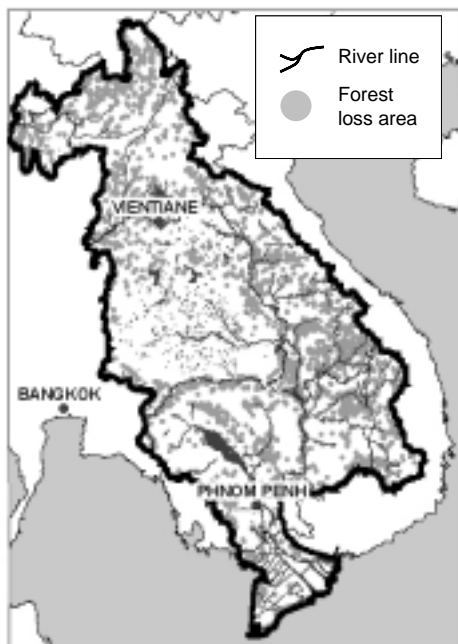 River line
Forest
loss area
VIENTIANE
BANGKOK
PHNOM PENH